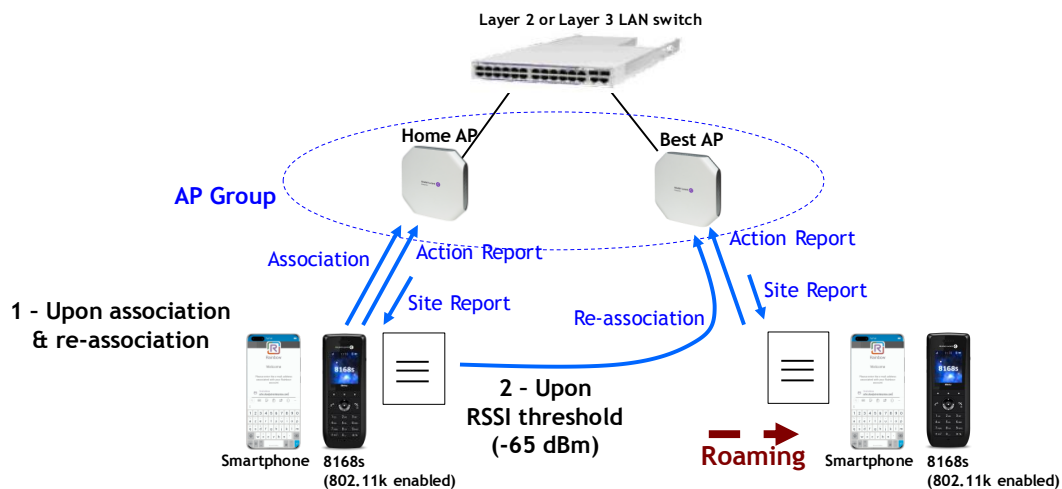 Layer 2 or Layer 3 LAN switch
Home AP
Best AP
AP Group
Association
Action Report
Site Report
Action Report
Site Report
Re-association
1 - Upon association
& re-association
2 - Upon
RSSI threshold
(-65 dBm)
Roaming
8168s
8168s
Smartphone
8168s
(802.11k enabled)
Smartphone
8168s
(802.11k enabled)